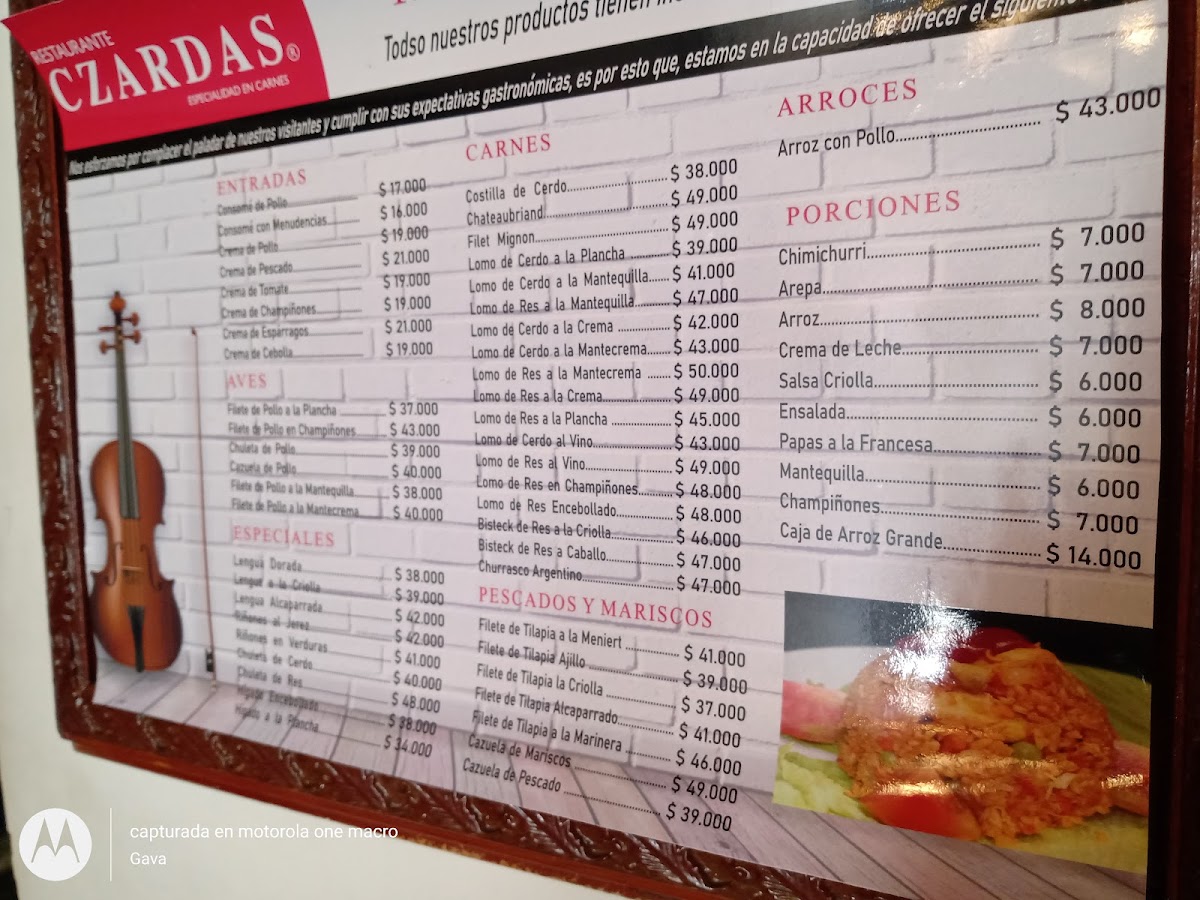 RESTAURANTE
CZARDAS®
ESPECIALIDAD EN CARNES
Todso nuestros productos tienen
Nos esforzamos por complacer el paladar de nuestros visitantes y cumplir con sus expectativas gastronómicas, es por esto que, estamos en la capacidad de ofrecer el siguiente
ENTRADAS
Consomé de Pollo $ 17.000
Consomé con Menudencias $ 16.000
Crema de Pollo $ 19.000
Crema de Pescado $ 21.000
Crema de Tomate $ 19.000
Crema de Champiñones $ 19.000
Crema de Espárragos $ 21.000
Crema de Cebolla $ 19.000
AVES
Filete de Pollo a la Plancha $ 37.000
Filete de Pollo en Champiñones $ 43.000
Chuleta de Pollo $ 39.000
Cazuela de Pollo $ 40.000
Filete de Pollo a la Mantequilla $ 38.000
Filete de Pollo a la Mantecrema $ 40.000
ESPECIALES
Lengua Dorada $ 38.000
Lengua a la Criolla $ 39.000
Lengua Alcaparrada $ 42.000
Riñones al Jerez $ 42.000
Riñones en Verduras $ 41.000
Chuleta de Cerdo $ 40.000
Chuleta de Res $ 48.000
Hígado Encebollado $ 38.000
Hígado a la Plancha $ 34.000
CARNES
Costilla de Cerdo $ 38.000
Chateaubriand $ 49.000
Filet Mignon $ 49.000
Lomo de Cerdo a la Plancha $ 39.000
Lomo de Cerdo a la Mantequilla $ 41.000
Lomo de Res a la Mantequilla $ 47.000
Lomo de Cerdo a la Crema $ 42.000
Lomo de Cerdo a la Mantecrema $ 43.000
Lomo de Res a la Mantecrema $ 50.000
Lomo de Res a la Crema $ 49.000
Lomo de Res a la Plancha $ 45.000
Lomo de Cerdo al Vino $ 43.000
Lomo de Res al Vino $ 49.000
Lomo de Res en Champiñones $ 48.000
Lomo de Res Encebollado $ 48.000
Bisteck de Res a la Criolla $ 46.000
Bisteck de Res a Caballo $ 47.000
Churrasco Argentino $ 47.000
PESCADOS Y MARISCOS
Filete de Tilapia a la Meniert $ 41.000
Filete de Tilapia Ajillo $ 39.000
Filete de Tilapia la Criolla $ 37.000
Filete de Tilapia Alcaparrado $ 41.000
Filete de Tilapia a la Marinera $ 46.000
Cazuela de Mariscos $ 49.000
Cazuela de Pescado $ 39.000
ARROCES
Arroz con Pollo $ 43.000
PORCIONES
Chimichurri $ 7.000
Arepa $ 7.000
Arroz $ 8.000
Crema de Leche $ 7.000
Salsa Criolla $ 6.000
Ensalada $ 6.000
Papas a la Francesa $ 7.000
Mantequilla $ 6.000
Champiñones $ 7.000
Caja de Arroz Grande $ 14.000
capturada en motorola one macro
Gava